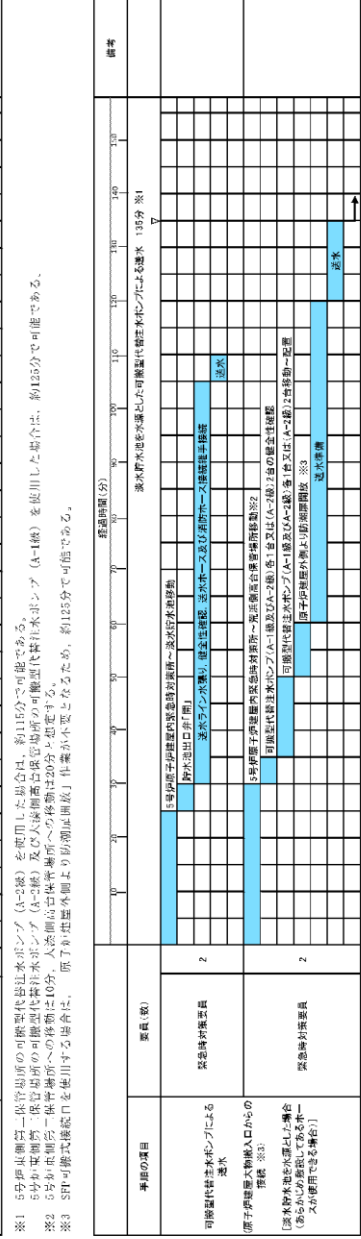 手順の項目
要員(数)
経過時間(分)
備考
10 20 30 40 50 60 70 80 90 100 110 120 130 140 150
淡水貯水池を水源とした可搬型代替注水ポンプによる送水 135分 ※1
可搬型代替注水ポンプによる
送水
(原子炉建屋大物搬入口からの
接続 ※3)
[淡水貯水池を水源とした場合
(あらかじめ敷設してあるホー
スが使用できる場合)]
緊急時対策要員
2
5号炉原子炉建屋内緊急時対策所～淡水貯水池移動
貯水池出口弁「開」
送水ライン水張り、健全性確認、送水ホース及び消防ホース接続継手接続
送水
緊急時対策要員
2
5号炉原子炉建屋内緊急時対策所～荒浜側高台保管場所移動※2
可搬型代替注水ポンプ(A-1級及びA-2級)各1台又は(A-2級)2台の健全性確認
可搬型代替注水ポンプ(A-1級及びA-2級)各1台又は(A-2級)2台移動～配置
原子炉建屋外側より防潮扉開放 ※3
送水準備
送水
※1 5号炉東側第二保管場所の可搬型代替注水ポンプ(A-2級)を使用した場合は、約115分で可能である。
5号炉東側第二保管場所の可搬型代替注水ポンプ(A-2級)及び大湊側高台保管場所の可搬型代替注水ポンプ(A-1級)を使用した場合は、約125分で可能である。
※2 5号炉東側第二保管場所への移動は10分、大湊側高台保管場所への移動は20分と想定する。
※3 SFP可搬式接続口を使用する場合は、「原子炉建屋外側より防潮扉開放」作業が不要となるため、約125分で可能である。